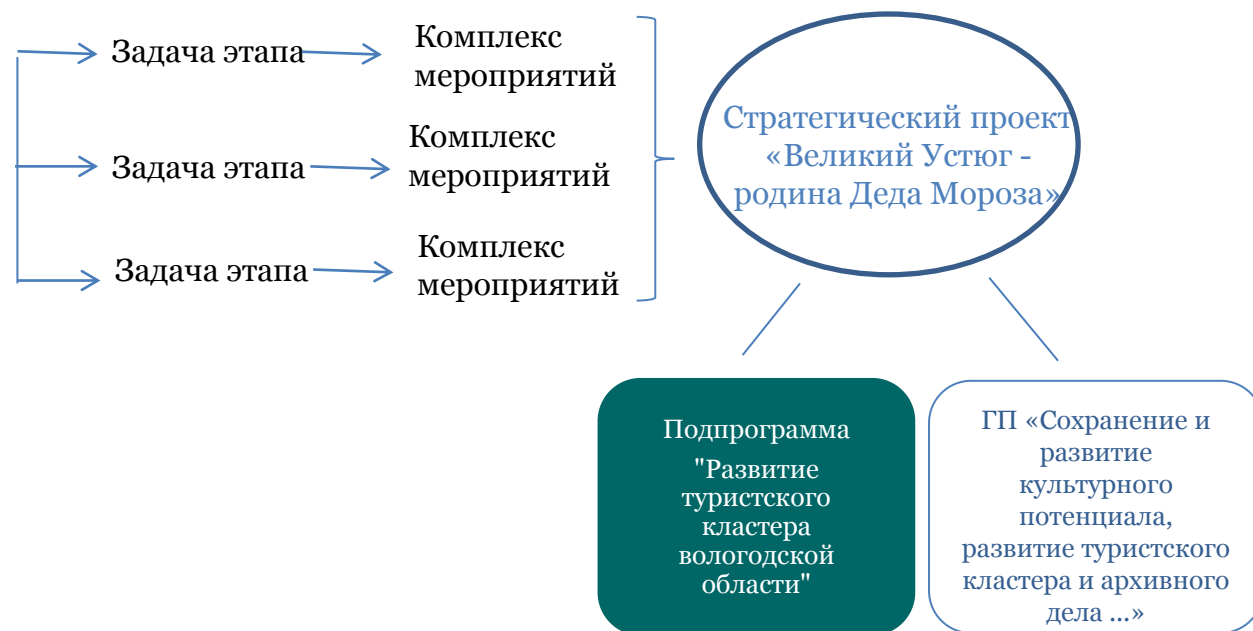 Задача этапа
Комплекс
мероприятий
Задача этапа
Комплекс
мероприятий
Задача этапа
Комплекс
мероприятий
Стратегический проект
«Великий Устюг -
родина Деда Мороза»
Подпрограмма
"Развитие
туристского
кластера
вологодской
области"
ГП «Сохранение и
развитие
культурного
потенциала,
развитие туристского
кластера и архивного
дела ...»